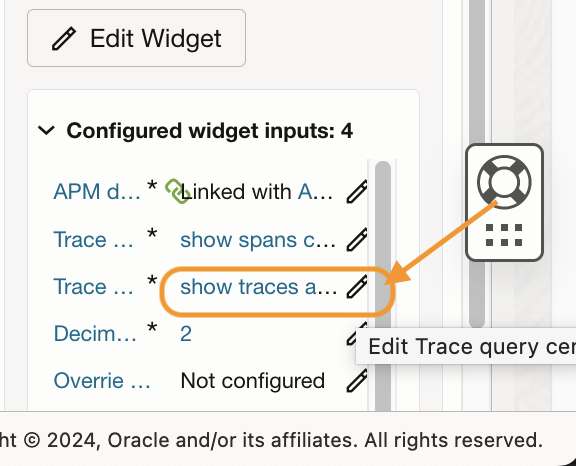 Edit Widget
Configured widget inputs: 4
APM d... * Linked with A...
Trace ... * show spans c...
Trace ... * show traces a...
Decim... * 2
Edit Trace query cer
Overrie ... Not configured
ht © 2024, Oracle and/or its affiliates. All rights reserved.